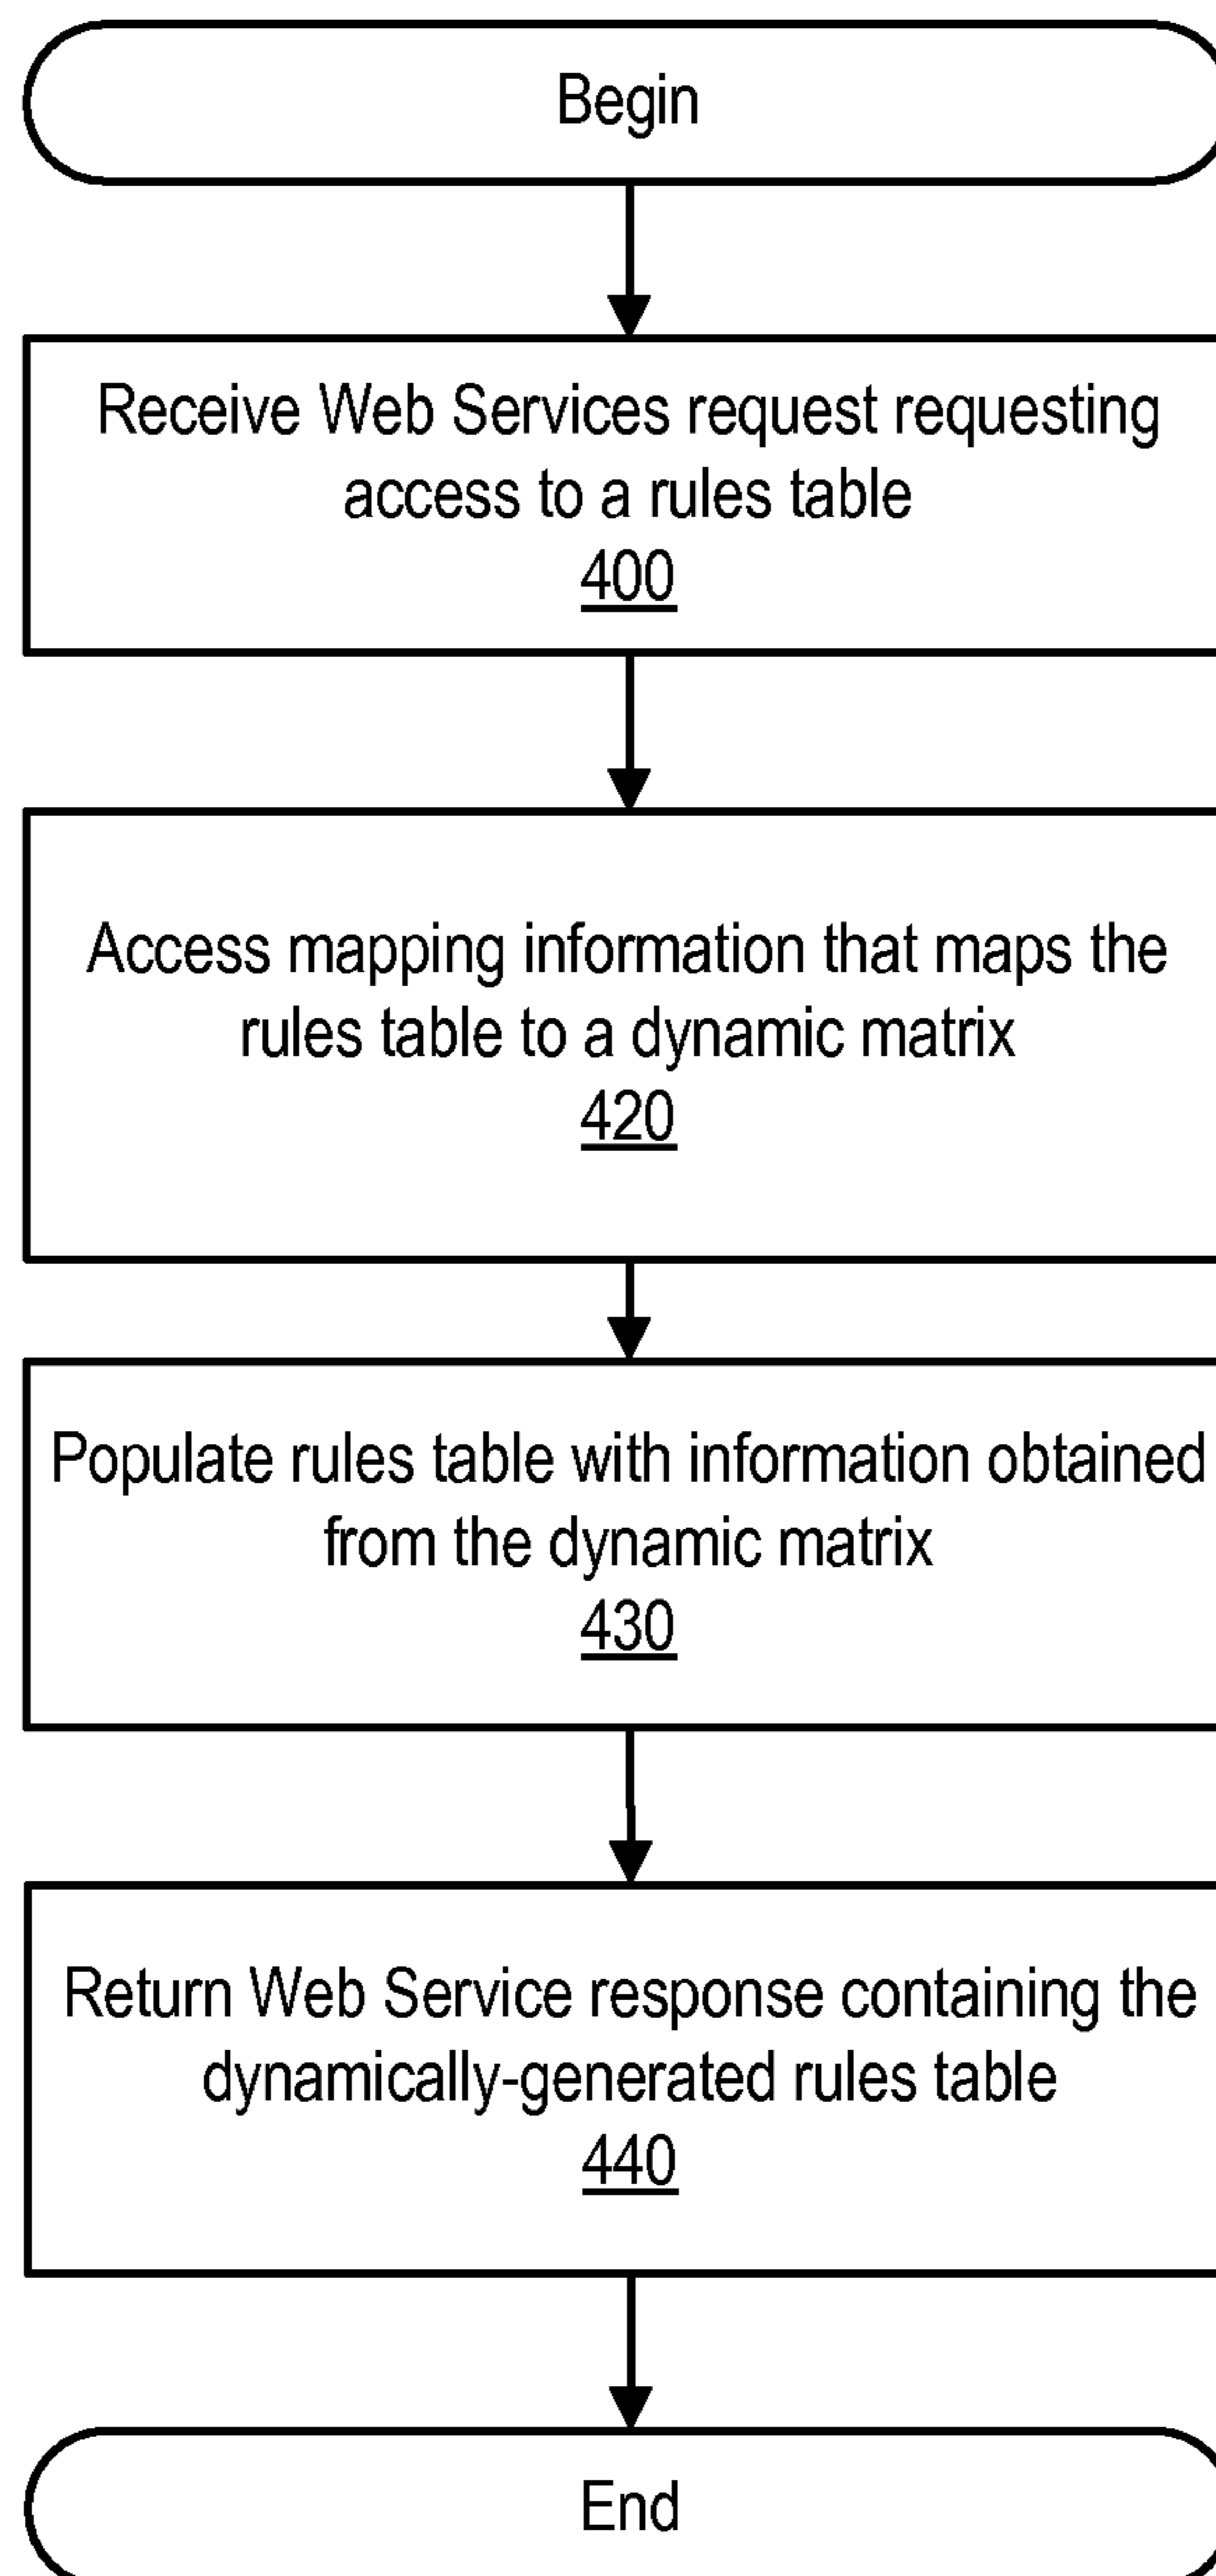 Begin
Receive Web Services request requesting
access to a rules table
400
Access mapping information that maps the
rules table to a dynamic matrix
420
Populate rules table with information obtained
from the dynamic matrix
430
Return Web Service response containing the
dynamically-generated rules table
440
End